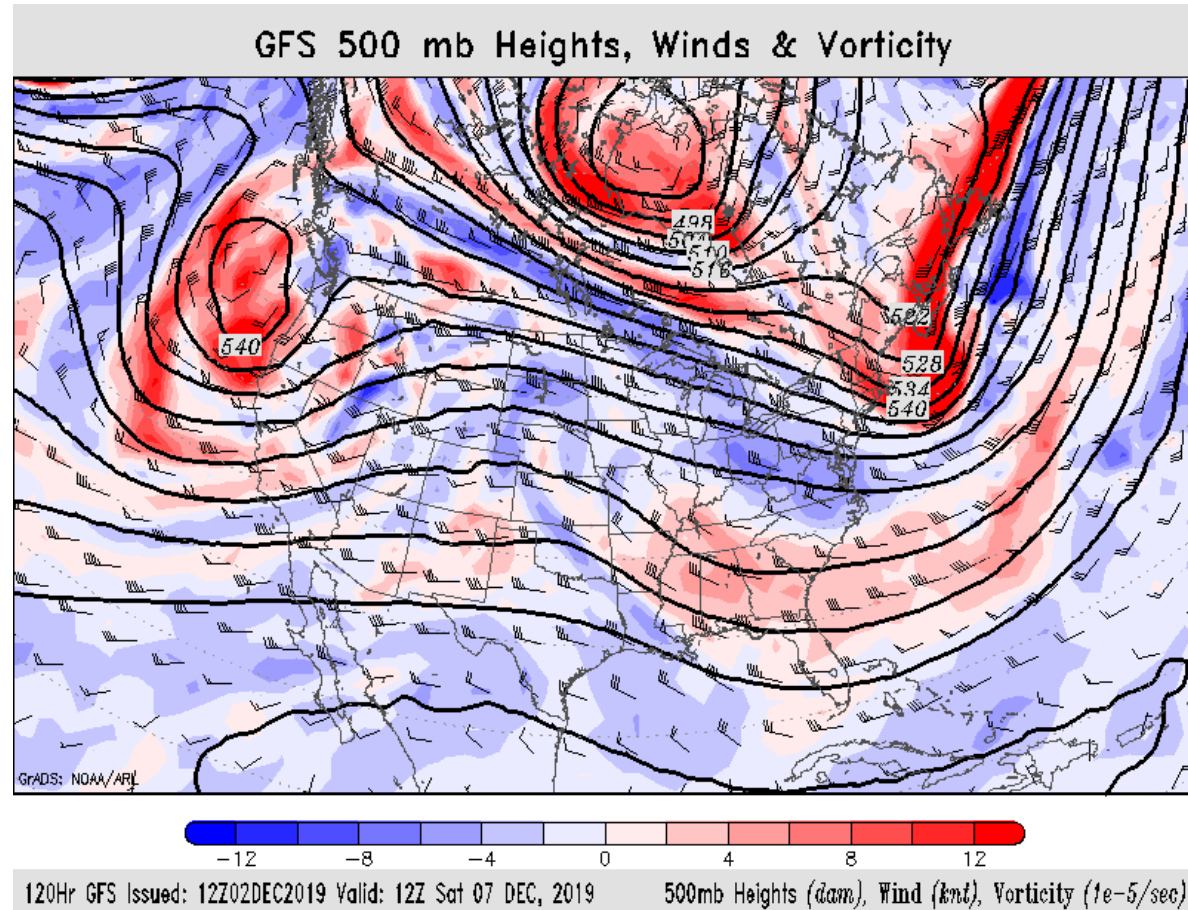 GFS 500 mb Heights, Winds & Vorticity
498
510
516
522
528
534
540
540
GrADS: NOAA/ARL
−12 −8 −4 0 4 8 12
120Hr GFS Issued: 12Z02DEC2019 Valid: 12Z Sat 07 DEC, 2019 500mb Heights (dam), Wind (knt), Vorticity (1e−5/sec)